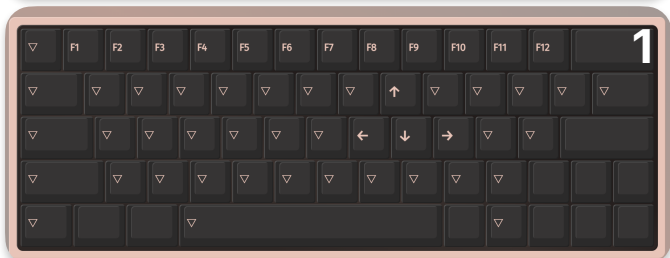 ▽ F1 F2 F3 F4 F5 F6 F7 F8 F9 F10 F11 F12 1
▽ ▽ ▽ ▽ ▽ ▽ ▽ ▽ ↑ ▽ ▽ ▽ ▽ ▽
▽ ▽ ▽ ▽ ▽ ▽ ▽ ← ↓ → ▽ ▽
▽ ▽ ▽ ▽ ▽ ▽ ▽ ▽ ▽ ▽ ▽
▽ ▽ ▽